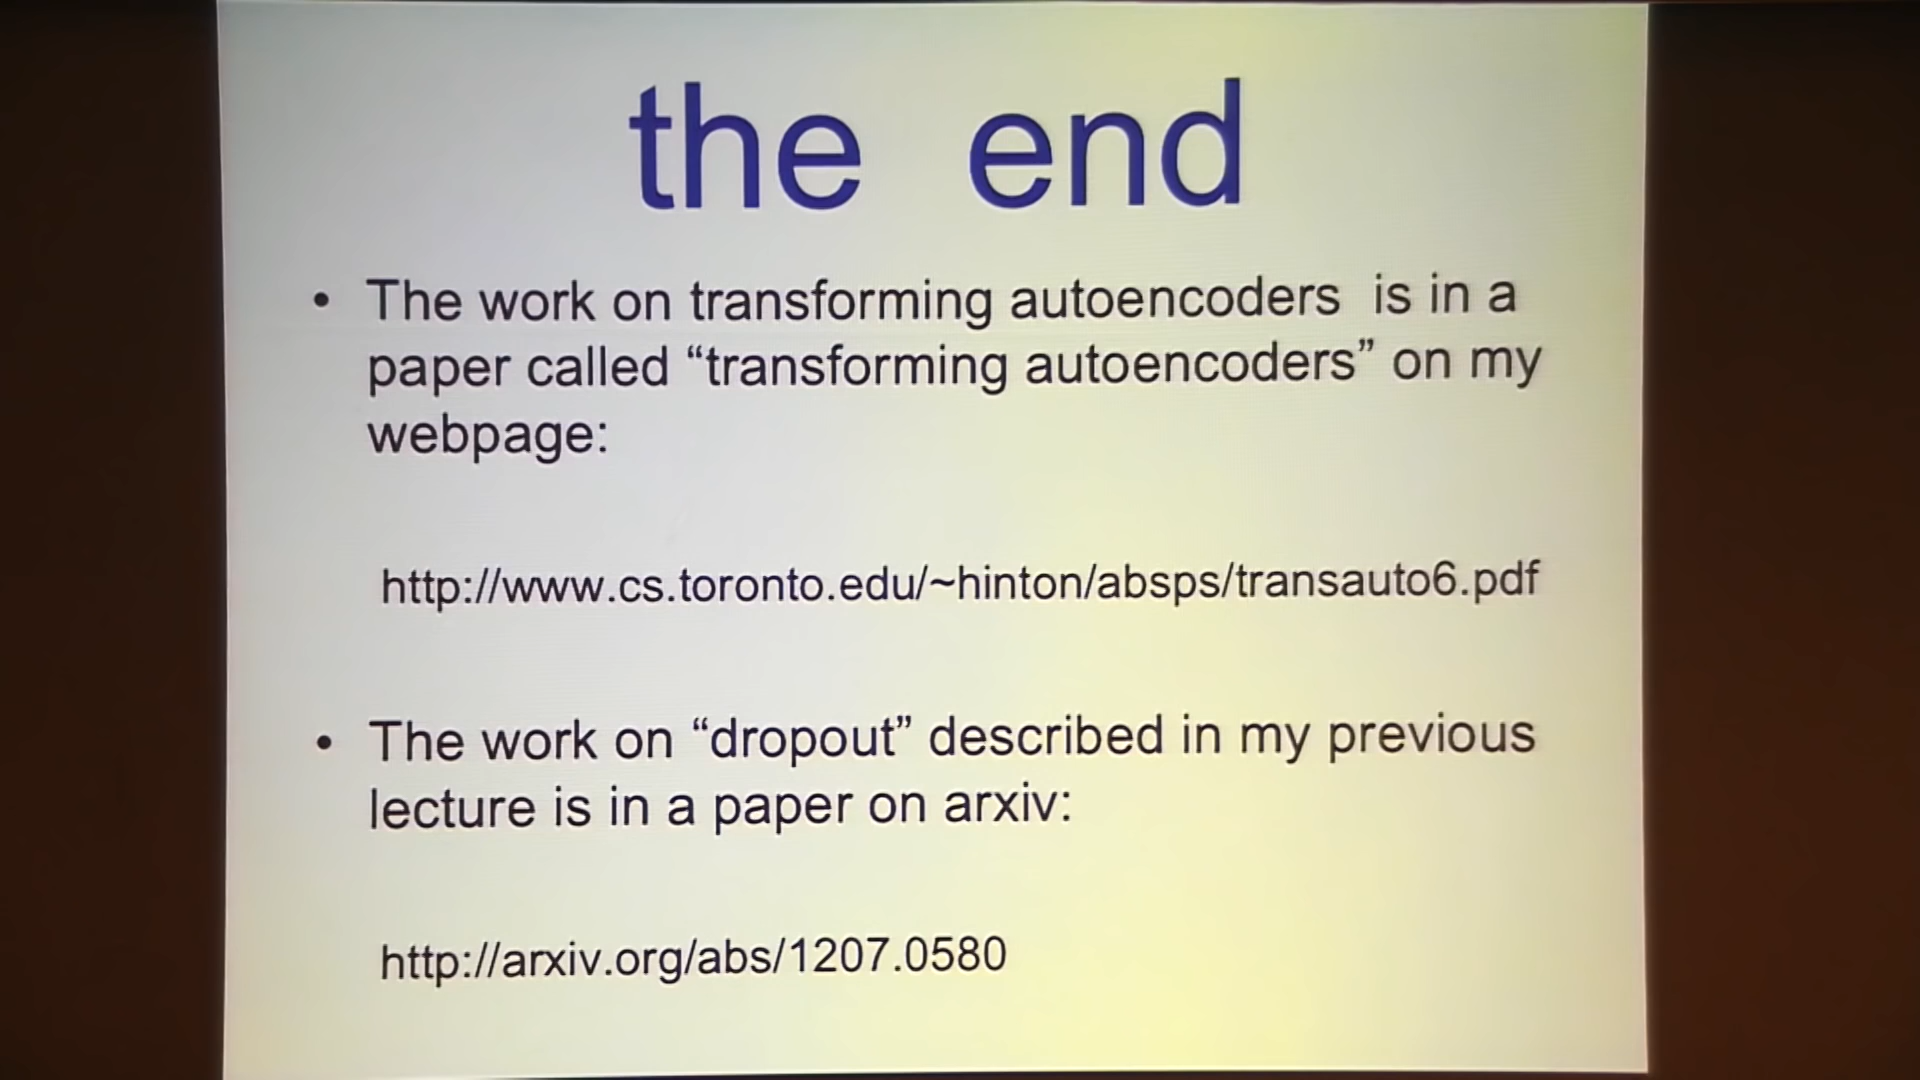 the end
• The work on transforming autoencoders is in a
paper called “transforming autoencoders” on my
webpage:
http://www.cs.toronto.edu/~hinton/absps/transauto6.pdf
• The work on “dropout” described in my previous
lecture is in a paper on arxiv:
http://arxiv.org/abs/1207.0580